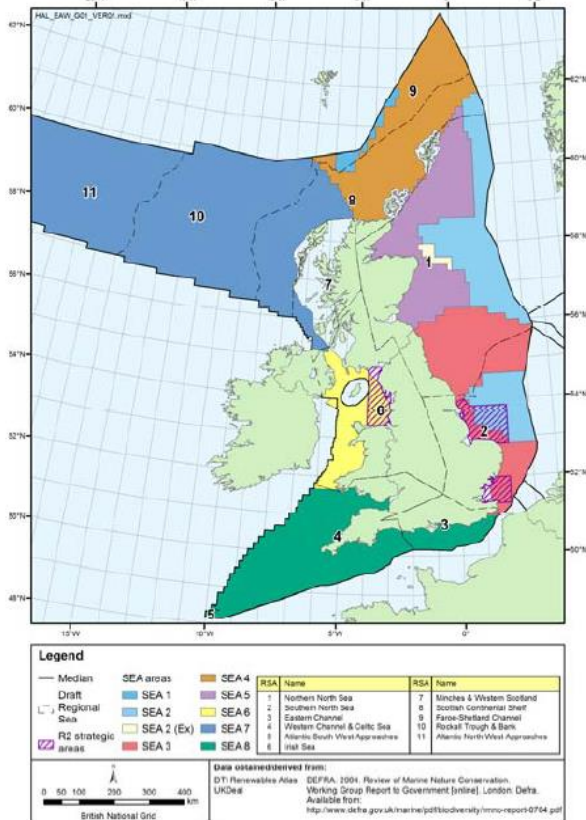 HAL_EAW_G01_VER01.mxd
62°N
60°N
58°N
56°N
54°N
52°N
50°N
48°N
62°N
60°N
58°N
56°N
54°N
52°N
50°N
15°W
10°W
5°W
0°
9
8
11
10
7
1
6
2
3
4
5
Legend
Median
Draft
Regional
Sea
R2 strategic
areas
SEA areas
SEA 1
SEA 2
SEA 2 (Ex)
SEA 3
SEA 4
SEA 5
SEA 6
SEA 7
SEA 8
RSA Name RSA Name
1 Northern North Sea 7 Minches & Western Scotland
2 Southern North Sea 8 Scottish Continental Shelf
3 Eastern Channel 9 Faroe-Shetland Channel
4 Western Channel & Celtic Sea 10 Rockall Trough & Bank
5 Atlantic South West Approaches 11 Atlantic North West Approaches
6 Irish Sea
0 50 100 200 300 400
km
British National Grid
Data obtained/derived from:
DTI Renewables Atlas DEFRA. 2004. Review of Marine Nature Conservation.
UKDeal Working Group Report to Government [online]. London. Defra.
Available from:
http://www.defra.gov.uk/marine/pdf/biodiversity/rmnc-report-0704.pdf